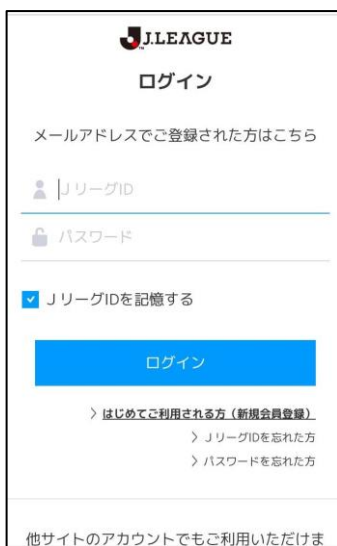 J.LEAGUE
ログイン
メールアドレスでご登録された方はこちら
JリーグID
パスワード
JリーグIDを記憶する
ログイン
〉はじめてご利用される方（新規会員登録）
〉JリーグIDを忘れた方
〉パスワードを忘れた方
他サイトのアカウントでもご利用いただけま